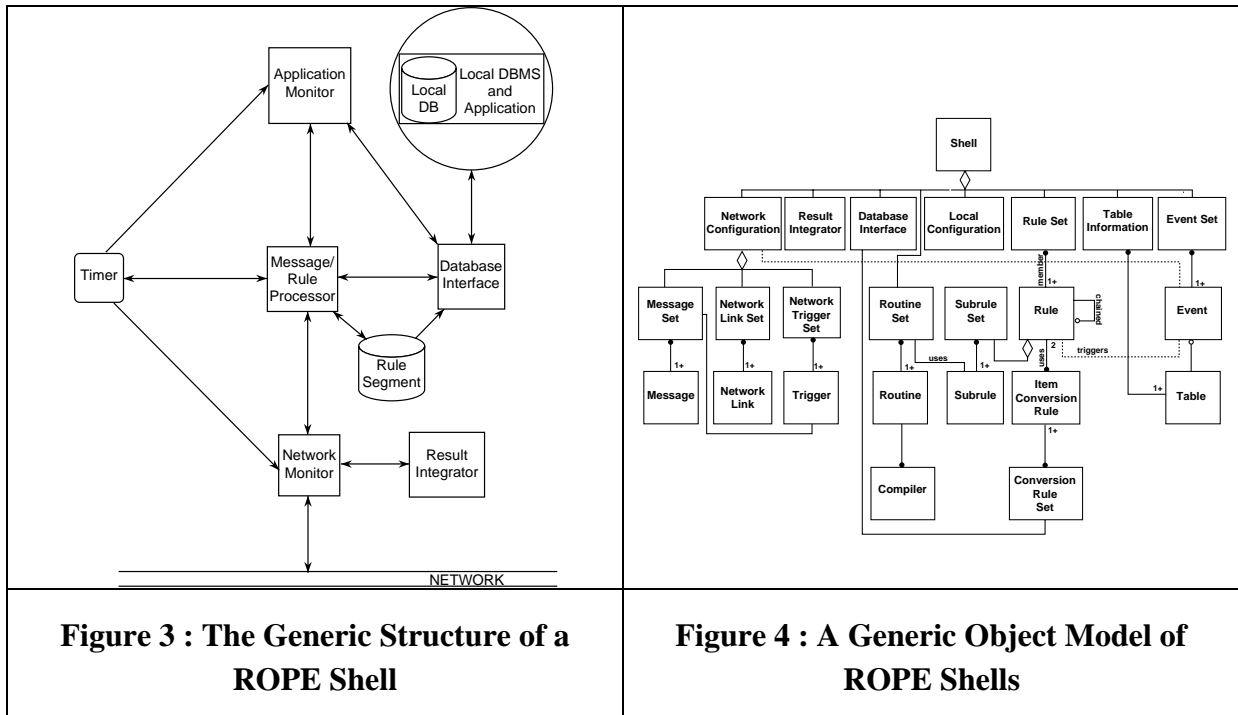 Application
Monitor
Local
DB
Local DBMS
and
Application
Timer
Message/
Rule
Processor
Database
Interface
Rule
Segment
Network
Monitor
Result
Integrator
NETWORK
Figure 3 : The Generic Structure of a
ROPE Shell
Shell
Network
Configuration
Result
Integrator
Database
Interface
Local
Configuration
Rule Set
Table
Information
Event Set
member
1+
1+
Message
Set
Network
Link Set
Network
Trigger
Set
Routine
Set
Subrule
Set
Rule
chained
Event
2
triggers
uses
uses
1+
1+
1+
1+
1+
1+
Message
Network
Link
Trigger
Routine
Subrule
Item
Conversion
Rule
Table
1+
Compiler
Conversion
Rule
Set
Figure 4 : A Generic Object Model of
ROPE Shells